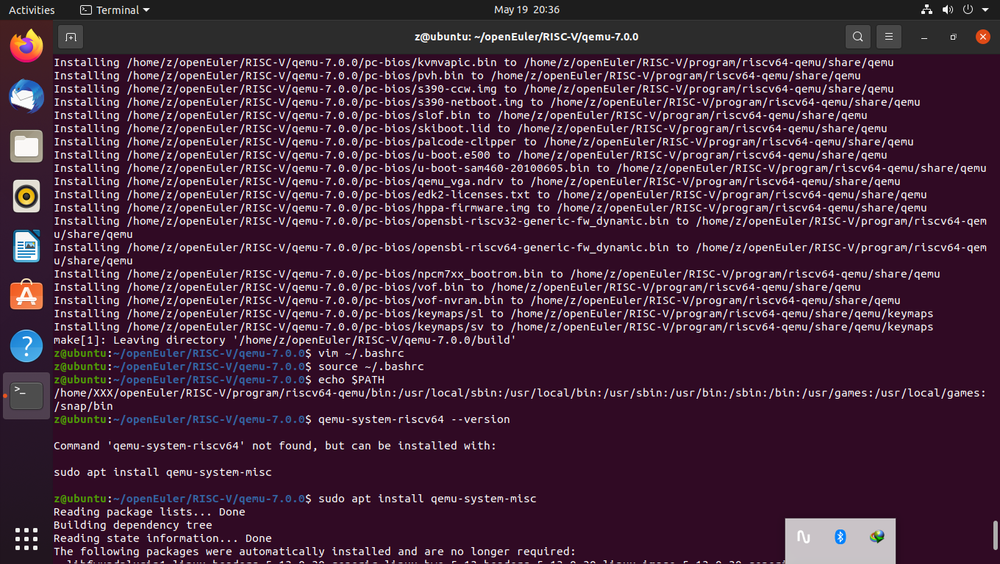 Activities
Terminal
May 19 20:36
z@ubuntu: ~/openEuler/RISC-V/qemu-7.0.0
Installing /home/z/openEuler/RISC-V/qemu-7.0.0/pc-bios/kvmvapic.bin to /home/z/openEuler/RISC-V/program/riscv64-qemu/share/qemu
Installing /home/z/openEuler/RISC-V/qemu-7.0.0/pc-bios/pvh.bin to /home/z/openEuler/RISC-V/program/riscv64-qemu/share/qemu
Installing /home/z/openEuler/RISC-V/qemu-7.0.0/pc-bios/s390-ccw.img to /home/z/openEuler/RISC-V/program/riscv64-qemu/share/qemu
Installing /home/z/openEuler/RISC-V/qemu-7.0.0/pc-bios/s390-netboot.img to /home/z/openEuler/RISC-V/program/riscv64-qemu/share/qemu
Installing /home/z/openEuler/RISC-V/qemu-7.0.0/pc-bios/slof.bin to /home/z/openEuler/RISC-V/program/riscv64-qemu/share/qemu
Installing /home/z/openEuler/RISC-V/qemu-7.0.0/pc-bios/skiboot.lid to /home/z/openEuler/RISC-V/program/riscv64-qemu/share/qemu
Installing /home/z/openEuler/RISC-V/qemu-7.0.0/pc-bios/palcode-clipper to /home/z/openEuler/RISC-V/program/riscv64-qemu/share/qemu
Installing /home/z/openEuler/RISC-V/qemu-7.0.0/pc-bios/u-boot.e500 to /home/z/openEuler/RISC-V/program/riscv64-qemu/share/qemu
Installing /home/z/openEuler/RISC-V/qemu-7.0.0/pc-bios/u-boot-sam460-20100605.bin to /home/z/openEuler/RISC-V/program/riscv64-qemu/share/qemu
Installing /home/z/openEuler/RISC-V/qemu-7.0.0/pc-bios/qemu_vga.ndrv to /home/z/openEuler/RISC-V/program/riscv64-qemu/share/qemu
Installing /home/z/openEuler/RISC-V/qemu-7.0.0/pc-bios/edk2-licenses.txt to /home/z/openEuler/RISC-V/program/riscv64-qemu/share/qemu
Installing /home/z/openEuler/RISC-V/qemu-7.0.0/pc-bios/hppa-firmware.img to /home/z/openEuler/RISC-V/program/riscv64-qemu/share/qemu
Installing /home/z/openEuler/RISC-V/qemu-7.0.0/pc-bios/opensbi-riscv32-generic-fw_dynamic.bin to /home/z/openEuler/RISC-V/program/riscv64-qem
u/share/qemu
Installing /home/z/openEuler/RISC-V/qemu-7.0.0/pc-bios/opensbi-riscv64-generic-fw_dynamic.bin to /home/z/openEuler/RISC-V/program/riscv64-qem
u/share/qemu
Installing /home/z/openEuler/RISC-V/qemu-7.0.0/pc-bios/npcm7xx_bootrom.bin to /home/z/openEuler/RISC-V/program/riscv64-qemu/share/qemu
Installing /home/z/openEuler/RISC-V/qemu-7.0.0/pc-bios/vof.bin to /home/z/openEuler/RISC-V/program/riscv64-qemu/share/qemu
Installing /home/z/openEuler/RISC-V/qemu-7.0.0/pc-bios/vof-nvram.bin to /home/z/openEuler/RISC-V/program/riscv64-qemu/share/qemu
Installing /home/z/openEuler/RISC-V/qemu-7.0.0/pc-bios/keymaps/sl to /home/z/openEuler/RISC-V/program/riscv64-qemu/share/qemu/keymaps
Installing /home/z/openEuler/RISC-V/qemu-7.0.0/pc-bios/keymaps/sv to /home/z/openEuler/RISC-V/program/riscv64-qemu/share/qemu/keymaps
make[1]: Leaving directory '/home/z/openEuler/RISC-V/qemu-7.0.0/build'
z@ubuntu:~/openEuler/RISC-V/qemu-7.0.0$ vim ~/.bashrc
z@ubuntu:~/openEuler/RISC-V/qemu-7.0.0$ source ~/.bashrc
z@ubuntu:~/openEuler/RISC-V/qemu-7.0.0$ echo $PATH
/home/XXX/openEuler/RISC-V/program/riscv64-qemu/bin:/usr/local/sbin:/usr/local/bin:/usr/sbin:/usr/bin:/sbin:/bin:/usr/games:/usr/local/games:
/snap/bin
z@ubuntu:~/openEuler/RISC-V/qemu-7.0.0$ qemu-system-riscv64 --version
Command 'qemu-system-riscv64' not found, but can be installed with:
sudo apt install qemu-system-misc
z@ubuntu:~/openEuler/RISC-V/qemu-7.0.0$ sudo apt install qemu-system-misc
Reading package lists... Done
Building dependency tree
Reading state information... Done
The following packages were automatically installed and are no longer required: